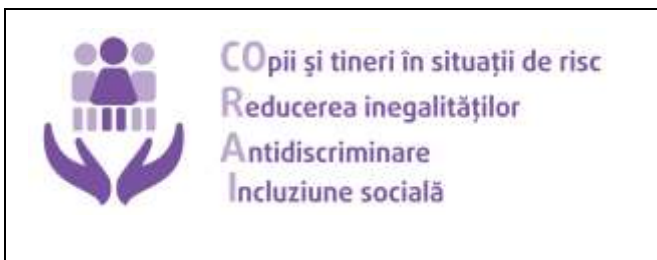 COpii și tineri în situații de risc
Reducerea inegalităților
Antidiscriminare
Incluziune socială